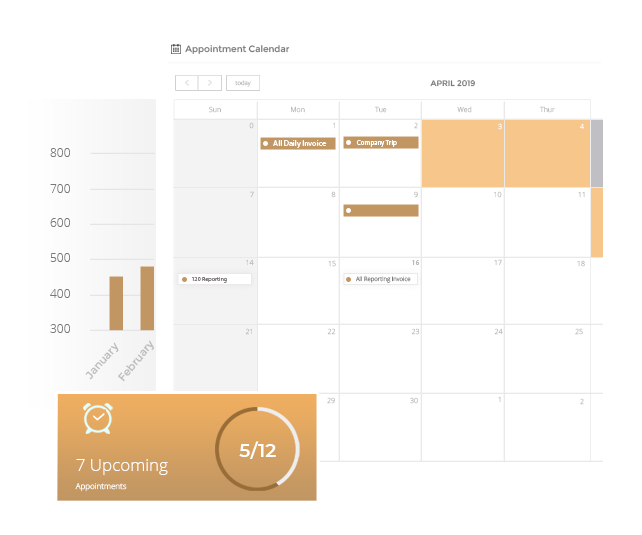 Appointment Calendar
today
APRIL 2019
Sun Mon Tue Wed Thur
0 1 2 3 4
All Daily Invoice
Company Trip
7 8 9 10 11
14 15 16 17 18
120 Reporting
All Reporting Invoice
21 22 23 24 25
29 30 1 2
800
700
600
500
400
300
January
February
5/12
7 Upcoming
Appointments